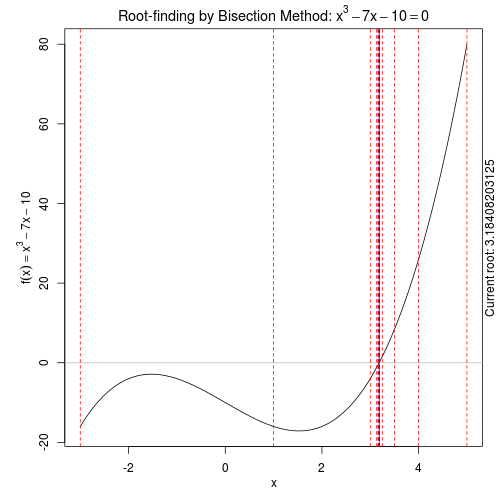 Root-finding by Bisection Method: x³ − 7x − 10 = 0
f(x) = x³ − 7x − 10
80
60
40
20
0
-20
-2
0
2
4
x
Current root: 3.18408203125